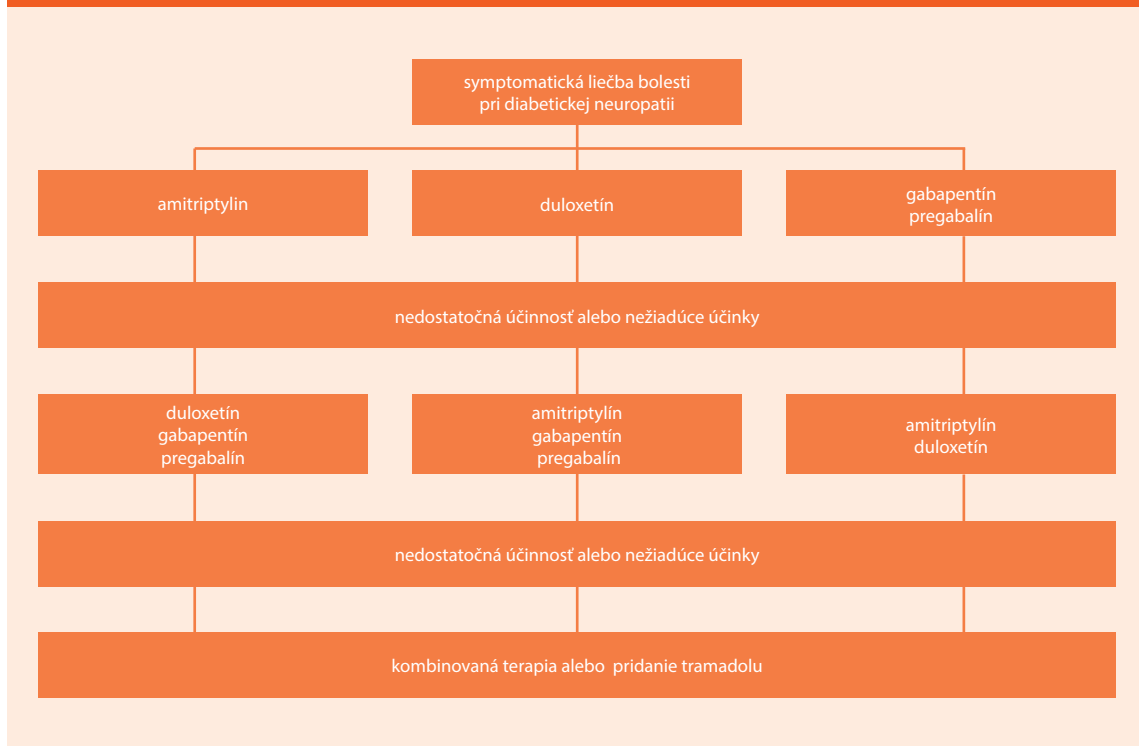 symptomatická liečba bolesti
pri diabetickej neuropatii
amitriptylin
duloxetín
gabapentín
pregabalín
nedostatočná účinnosť alebo nežiadúce účinky
duloxetín
gabapentín
pregabalín
amitriptylín
gabapentín
pregabalín
amitriptylín
duloxetín
nedostatočná účinnosť alebo nežiadúce účinky
kombinovaná terapia alebo pridanie tramadolu